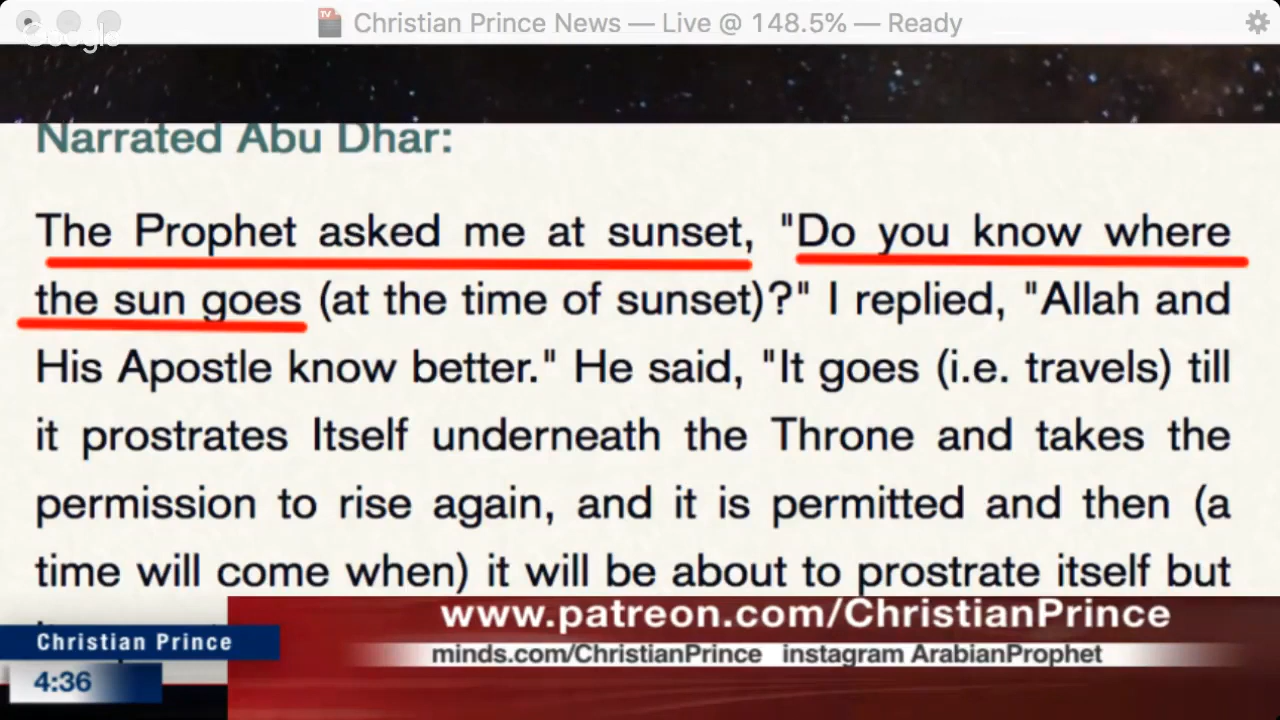 Christian Prince News — Live @ 148.5% — Ready
TV
Google
Narrated Abu Dhar:
The Prophet asked me at sunset, "Do you know where
the sun goes (at the time of sunset)?" I replied, "Allah and
His Apostle know better." He said, "It goes (i.e. travels) till
it prostrates Itself underneath the Throne and takes the
permission to rise again, and it is permitted and then (a
time will come when) it will be about to prostrate itself but
www.patreon.com/ChristianPrince
Christian Prince
minds.com/ChristianPrince instagram ArabianProphet
4:36